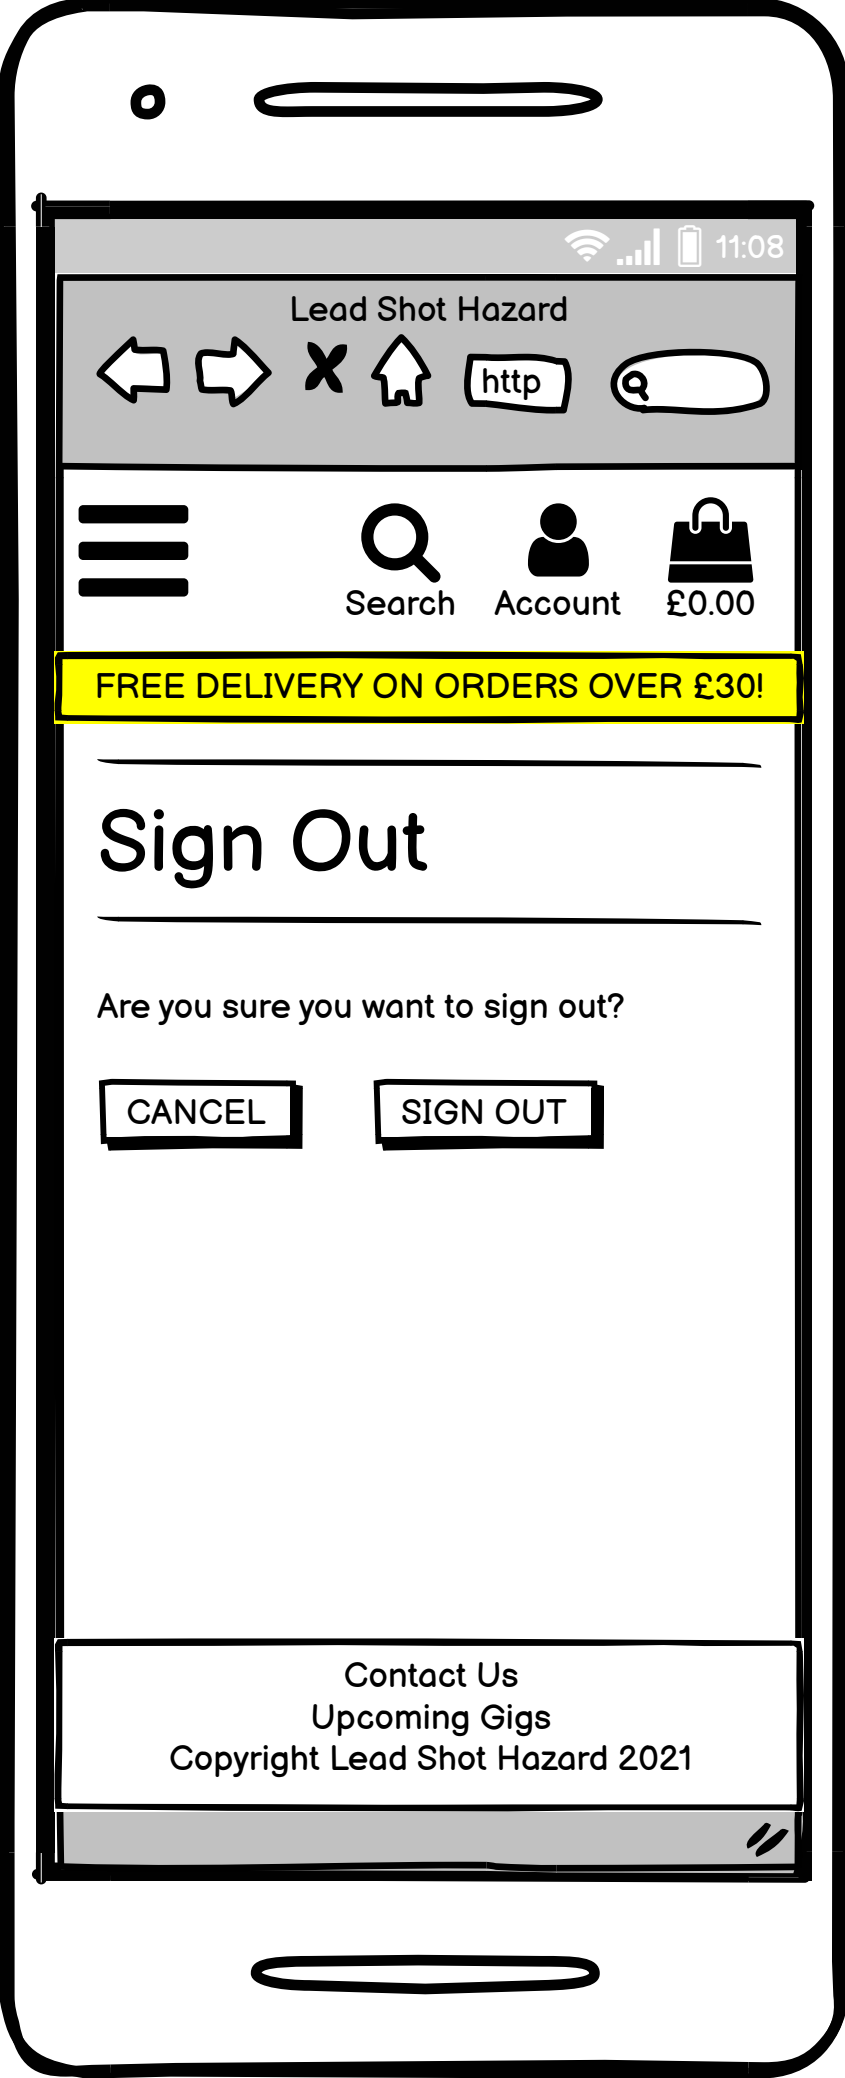 11:08
Lead Shot Hazard
http
Search Account £0.00
FREE DELIVERY ON ORDERS OVER £30!
Sign Out
Are you sure you want to sign out?
CANCEL SIGN OUT
Contact Us
Upcoming Gigs
Copyright Lead Shot Hazard 2021